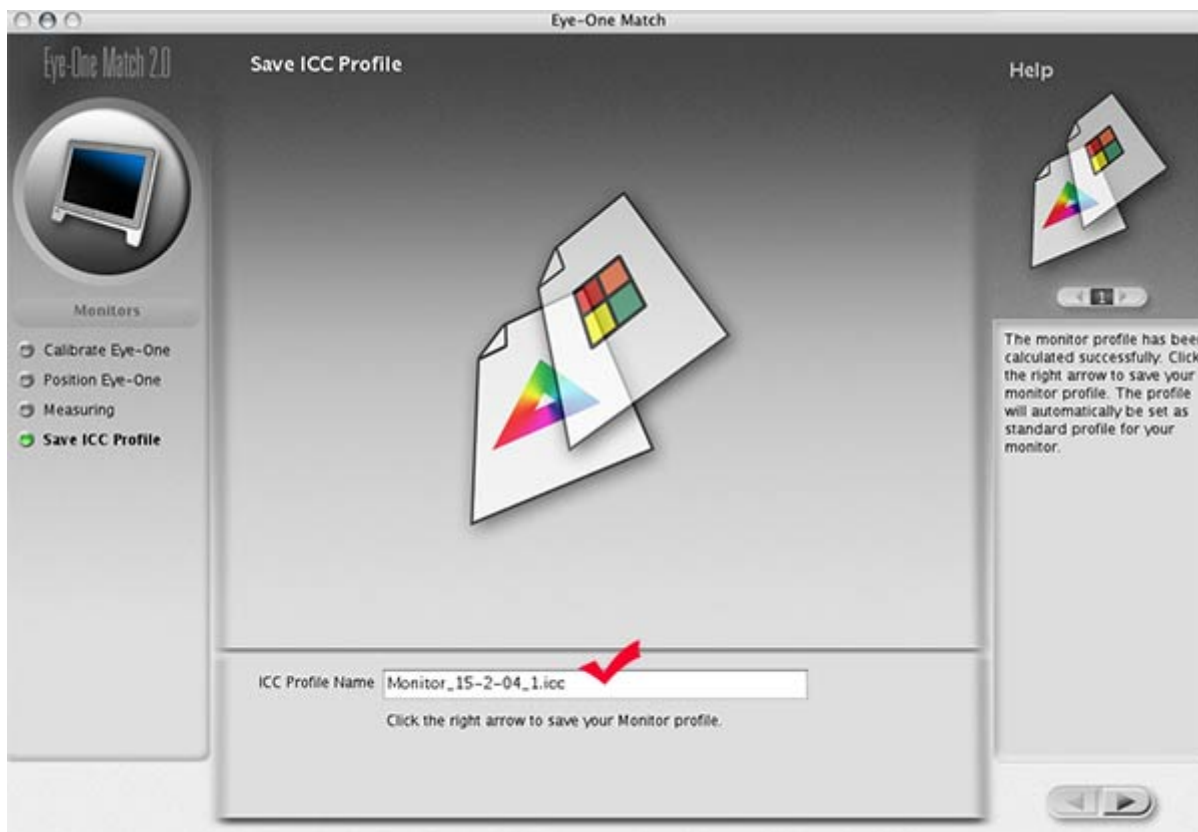 Eye-One Match
Eye-One Match 2.0
Save ICC Profile
Help
Monitors
Calibrate Eye-One
Position Eye-One
Measuring
Save ICC Profile
1
The monitor profile has been
calculated successfully. Click
the right arrow to save your
monitor profile. The profile
will automatically be set as
standard profile for your
monitor.
ICC Profile Name Monitor_15-2-04_1.icc
Click the right arrow to save your Monitor profile.